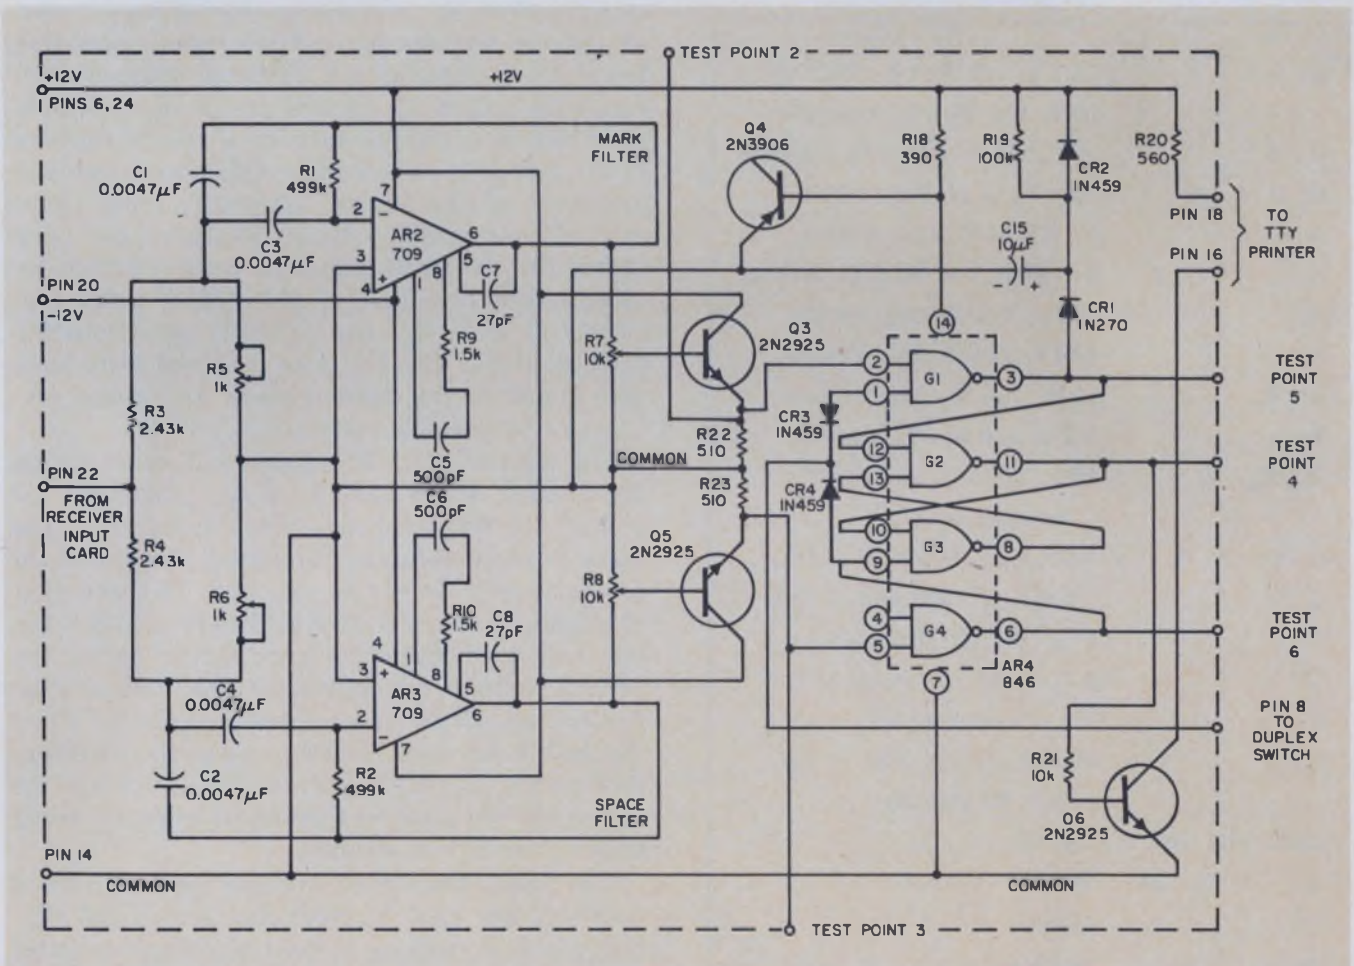 TEST POINT 2
+12V
PINS 6,24
+12V
MARK
FILTER
C1
0.0047µF
R1
499k
C3
0.0047µF
7
2
-
AR2
709
3
+
4
6
5
8
1
C7
27pF
Q4
2N3906
R18
390
R19
100k
CR2
1N459
R20
560
PIN 18
TO
TTY
PRINTER
PIN 16
C15
10µF
-
+
CR1
1N270
PIN 20
-12V
R5
1k
R3
2.43k
R9
1.5k
R7
10k
C5
500pF
Q3
2N2925
14
2
1
G1
3
CR3
1N459
12
13
G2
11
CR4
1N459
10
9
G3
8
4
5
G4
6
7
AR4
846
TEST
POINT
5
TEST
POINT
4
TEST
POINT
6
PIN 8
TO
DUPLEX
SWITCH
R22
510
COMMON
R23
510
PIN 22
FROM
RECEIVER
INPUT
CARD
R4
2.43k
R6
1k
C6
500pF
R10
1.5k
C8
27pF
Q5
2N2925
R8
10k
4
3
+
1
8
5
6
AR3
709
2
-
7
C4
0.0047µF
C2
0.0047µF
R2
499k
SPACE
FILTER
R21
10k
Q6
2N2925
PIN 14
COMMON
COMMON
TEST POINT 3